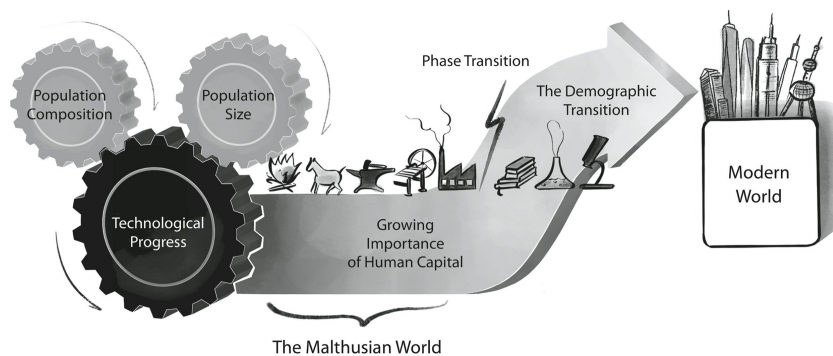 Population
Composition
Population
Size
Technological
Progress
Growing
Importance
of Human Capital
The Malthusian World
Phase Transition
The Demographic
Transition
Modern
World